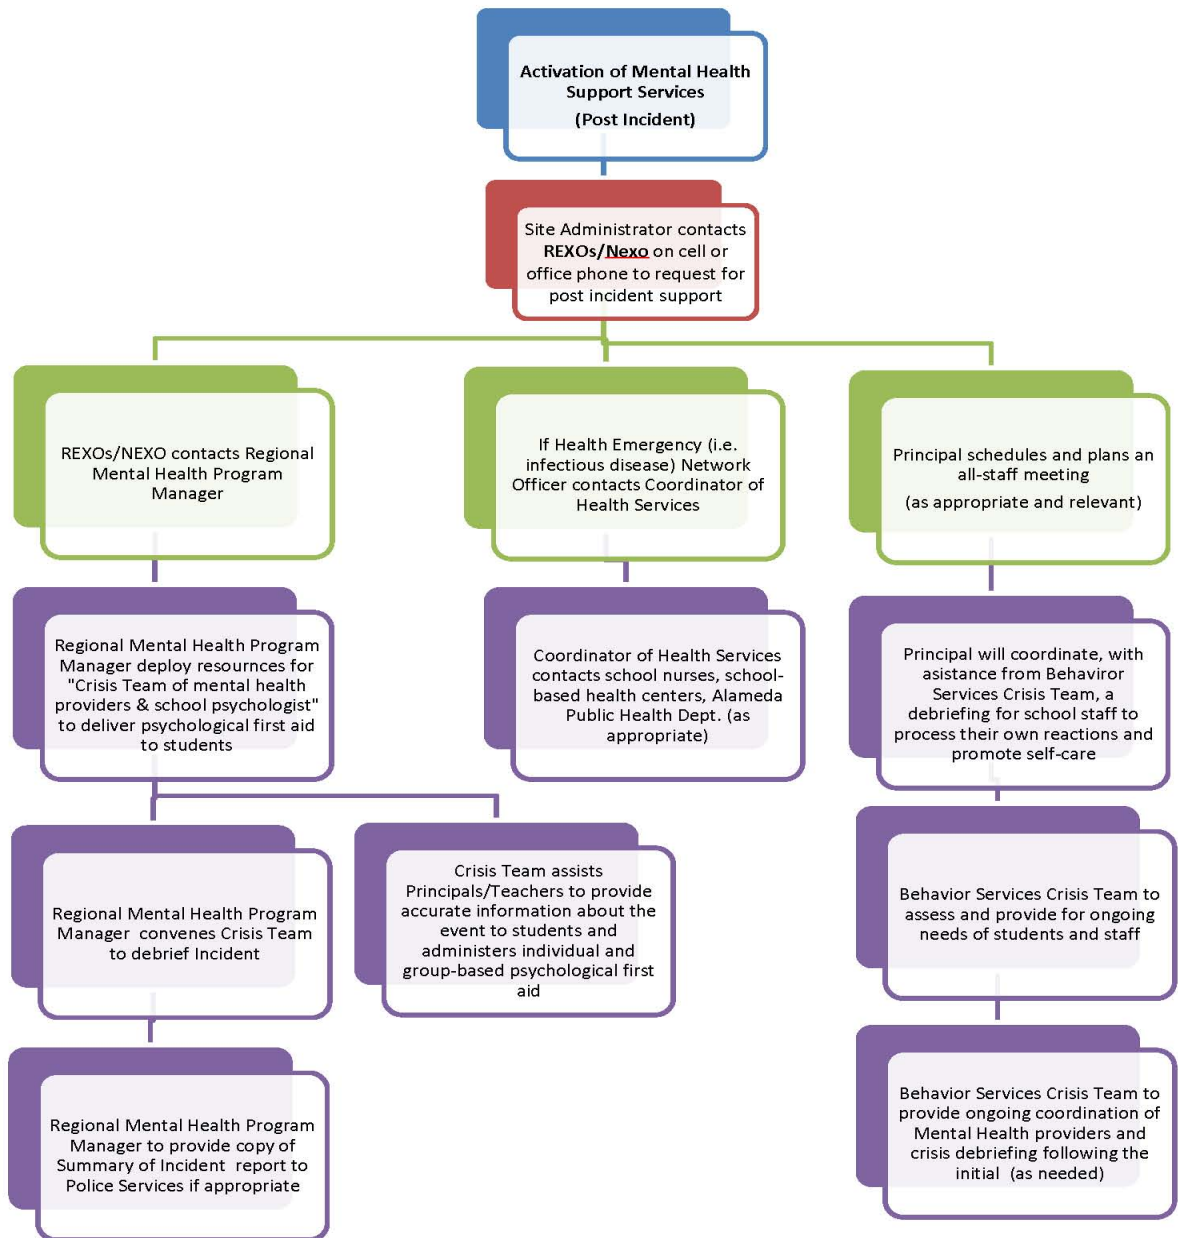 Activation of Mental Health
Support Services
(Post Incident)
Site Administrator contacts
REXOs/Nexo on cell or
office phone to request for
post incident support
REXOs/NEXO contacts Regional
Mental Health Program
Manager
If Health Emergency (i.e.
infectious disease) Network
Officer contacts Coordinator of
Health Services
Principal schedules and plans an
all-staff meeting
(as appropriate and relevant)
Regional Mental Health Program
Manager deploy resournces for
"Crisis Team of mental health
providers & school psychologist"
to deliver psychological first aid
to students
Coordinator of Health Services
contacts school nurses, school-
based health centers, Alameda
Public Health Dept. (as
appropriate)
Principal will coordinate, with
asistance from Behaviror
Services Crisis Team, a
debriefing for school staff to
process their own reactions and
promote self-care
Regional Mental Health Program
Manager convenes Crisis Team
to debrief Incident
Crisis Team assists
Principals/Teachers to provide
accurate information about the
event to students and
administers individual and
group-based psychological first
aid
Behavior Services Crisis Team to
assess and provide for ongoing
needs of students and staff
Regional Mental Health Program
Manager to provide copy of
Summary of Incident report to
Police Services if appropriate
Behavior Services Crisis Team to
provide ongoing coordination of
Mental Health providers and
crisis debriefing following the
initial (as needed)